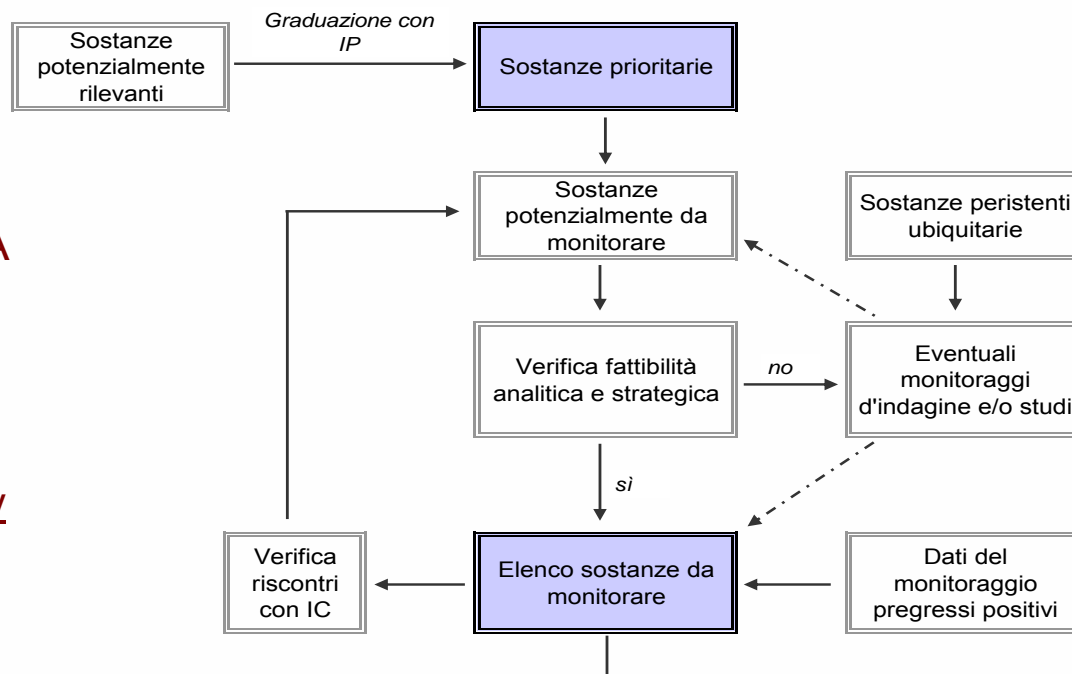 Graduazione con
IP
Sostanze
potenzialmente
rilevanti
Sostanze prioritarie
Sostanze
potenzialmente da
monitorare
Sostanze peristenti
ubiquitarie
A
Verifica fattibilità
analitica e strategica
no
Eventuali
monitoraggi
d'indagine e/o studi
sì
Verifica
riscontri
con IC
Elenco sostanze da
monitorare
Dati del
monitoraggio
pregressi positivi